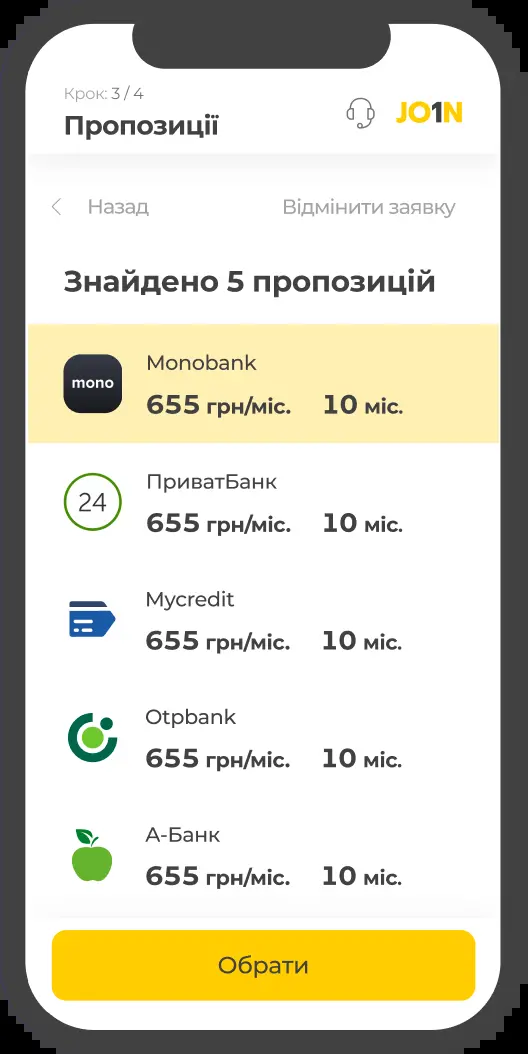 Крок: 3 / 4
Пропозиції
JO1N
Назад
Відмінити заявку
Знайдено 5 пропозицій
mono
Monobank
655 грн/міс. 10 міс.
24
ПриватБанк
655 грн/міс. 10 міс.
Mycredit
655 грн/міс. 10 міс.
Otpbank
655 грн/міс. 10 міс.
А-Банк
655 грн/міс. 10 міс.
Обрати